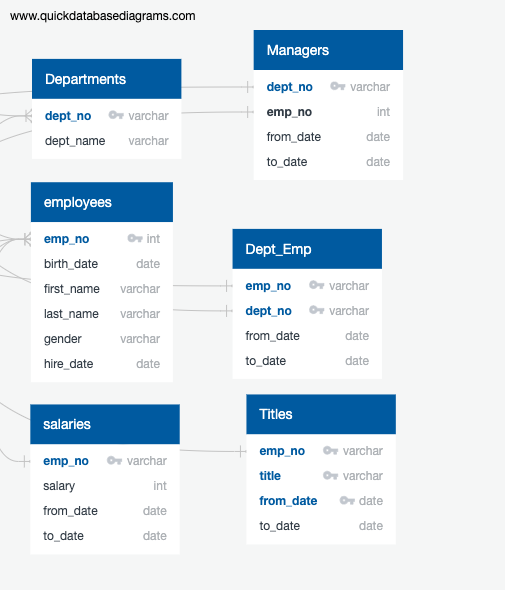 www.quickdatabasediagrams.com
Managers
dept_no varchar
emp_no int
from_date date
to_date date
Departments
dept_no varchar
dept_name varchar
employees
emp_no int
birth_date date
first_name varchar
last_name varchar
gender varchar
hire_date date
Dept_Emp
emp_no varchar
dept_no varchar
from_date date
to_date date
salaries
emp_no varchar
salary int
from_date date
to_date date
Titles
emp_no varchar
title varchar
from_date date
to_date date